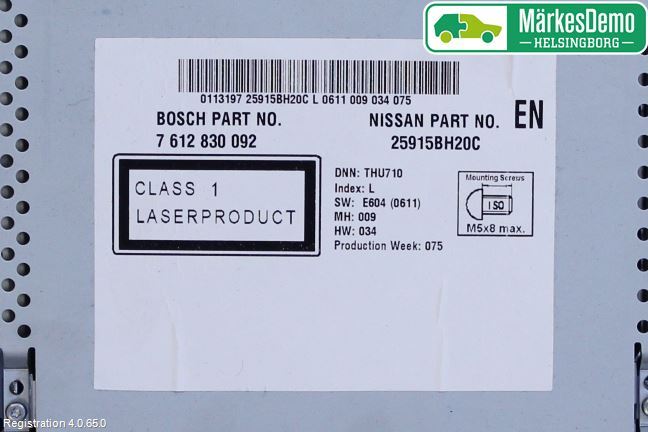 MärkesDemo
HELSINGBORG
0113197 25915BH20C L 0611 009 034 075
BOSCH PART NO.
7 612 830 092
NISSAN PART NO.
25915BH20C
EN
CLASS 1
LASERPRODUCT
DNN: THU710
Index: L
SW: E604 (0611)
MH: 009
HW: 034
Production Week: 075
Mounting Screws
ISO
M5x8 max.
Registration 4.0.65.0